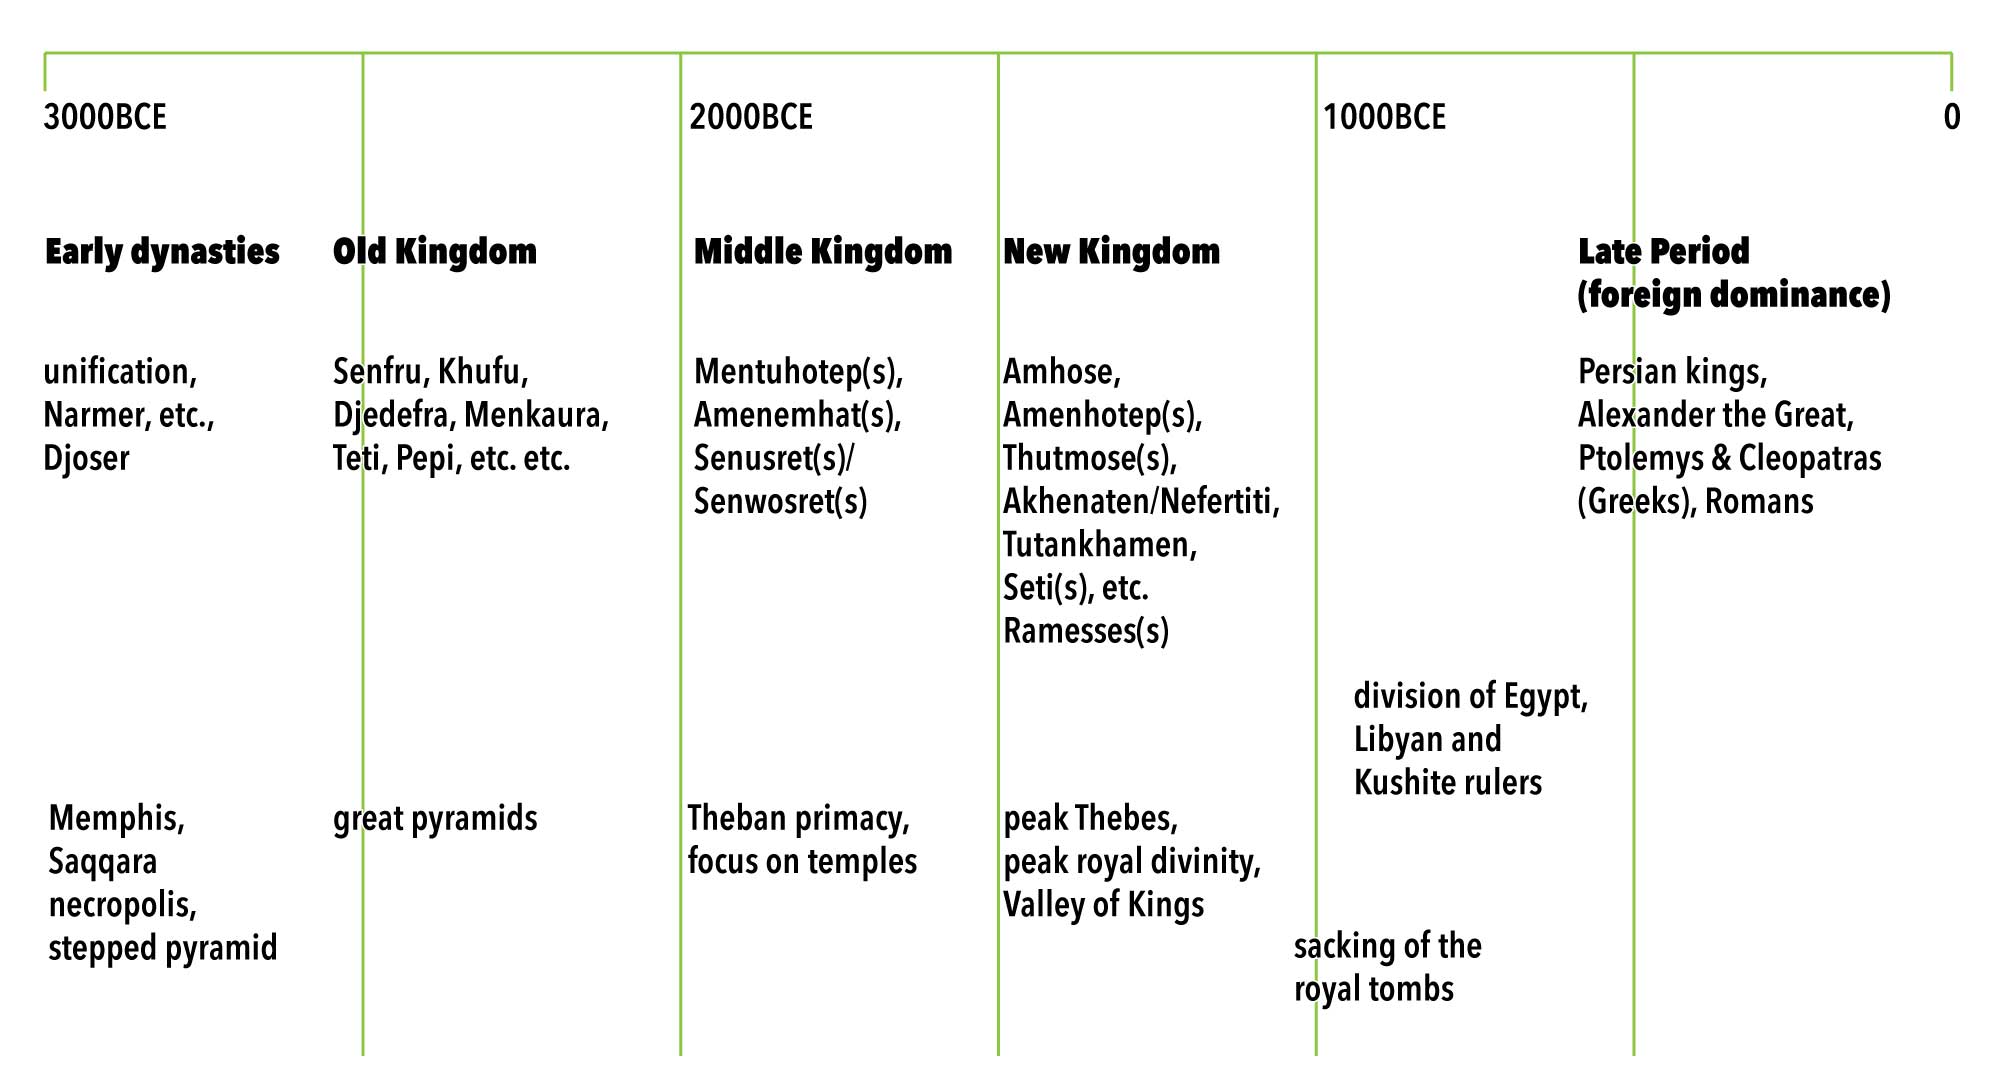 3000BCE
2000BCE
1000BCE
0
Early dynasties
Old Kingdom
Middle Kingdom
New Kingdom
Late Period
(foreign dominance)
unification,
Narmer, etc.,
Djoser
Senfru, Khufu,
Djedefra, Menkaura,
Teti, Pepi, etc. etc.
Mentuhotep(s),
Amenemhat(s),
Senusret(s)/
Senwosret(s)
Amhose,
Amenhotep(s),
Thutmose(s),
Akhenaten/Nefertiti,
Tutankhamen,
Seti(s), etc.
Ramesses(s)
Persian kings,
Alexander the Great,
Ptolemys & Cleopatras
(Greeks), Romans
division of Egypt,
Libyan and
Kushite rulers
Memphis,
Saqqara
necropolis,
stepped pyramid
great pyramids
Theban primacy,
focus on temples
peak Thebes,
peak royal divinity,
Valley of Kings
sacking of the
royal tombs